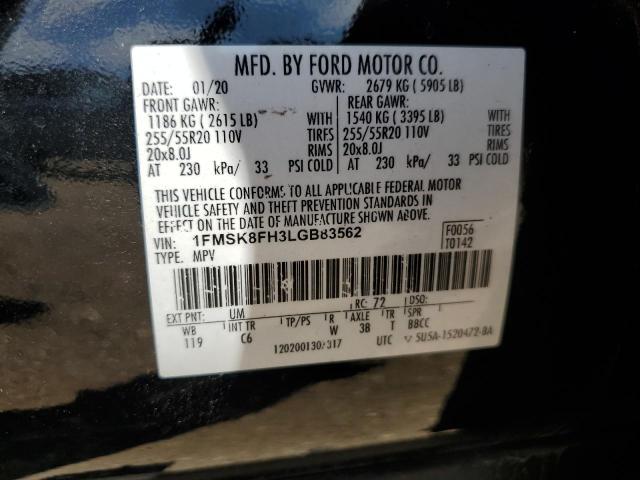 MFD. BY FORD MOTOR CO.
DATE: 01/20 GVWR: 2679 KG ( 5905 LB)
FRONT GAWR: REAR GAWR:
1186 KG ( 2615 LB) WITH 1540 KG ( 3395 LB) WITH
255/55R20 110V TIRES 255/55R20 110V TIRES
20x8.0J RIMS 20x8.0J RIMS
AT 230 kPa/ 33 PSI COLD AT 230 kPa/ 33 PSI COLD
THIS VEHICLE CONFORMS TO ALL APPLICABLE FEDERAL MOTOR
VEHICLE SAFETY AND THEFT PREVENTION STANDARDS IN
EFFECT ON THE DATE OF MANUFACTURE SHOWN ABOVE.
VIN: 1FMSK8FH3LGB83562 F0056
TYPE: MPV T0142
EXT PNT: UM RC: 72 DSO:
WB INT TR TP/PS R AXLE T SPR
119 C6 W 3B BBCC
UTC 5U5A-1520472-BA